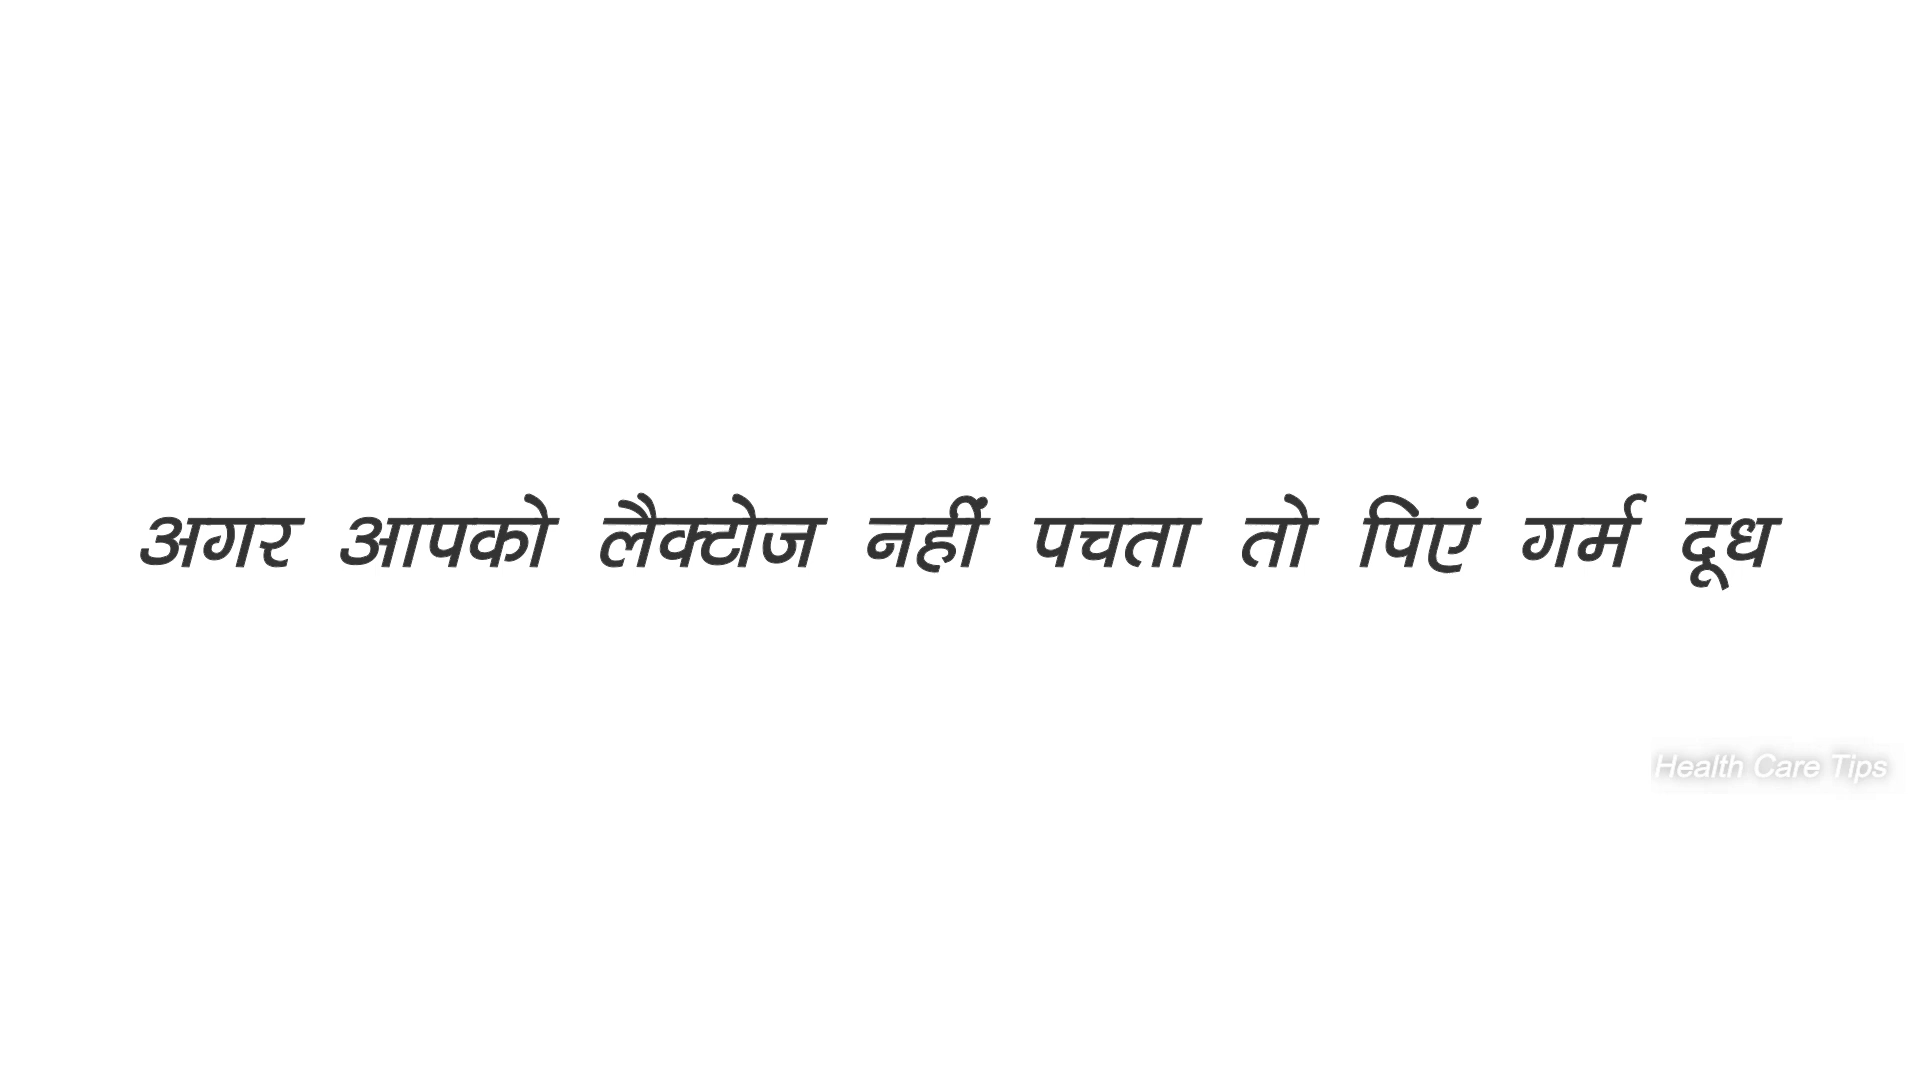 अगर आपको लैक्टोज नहीं पचता तो पिएं गर्म दूध
Health Care Tips